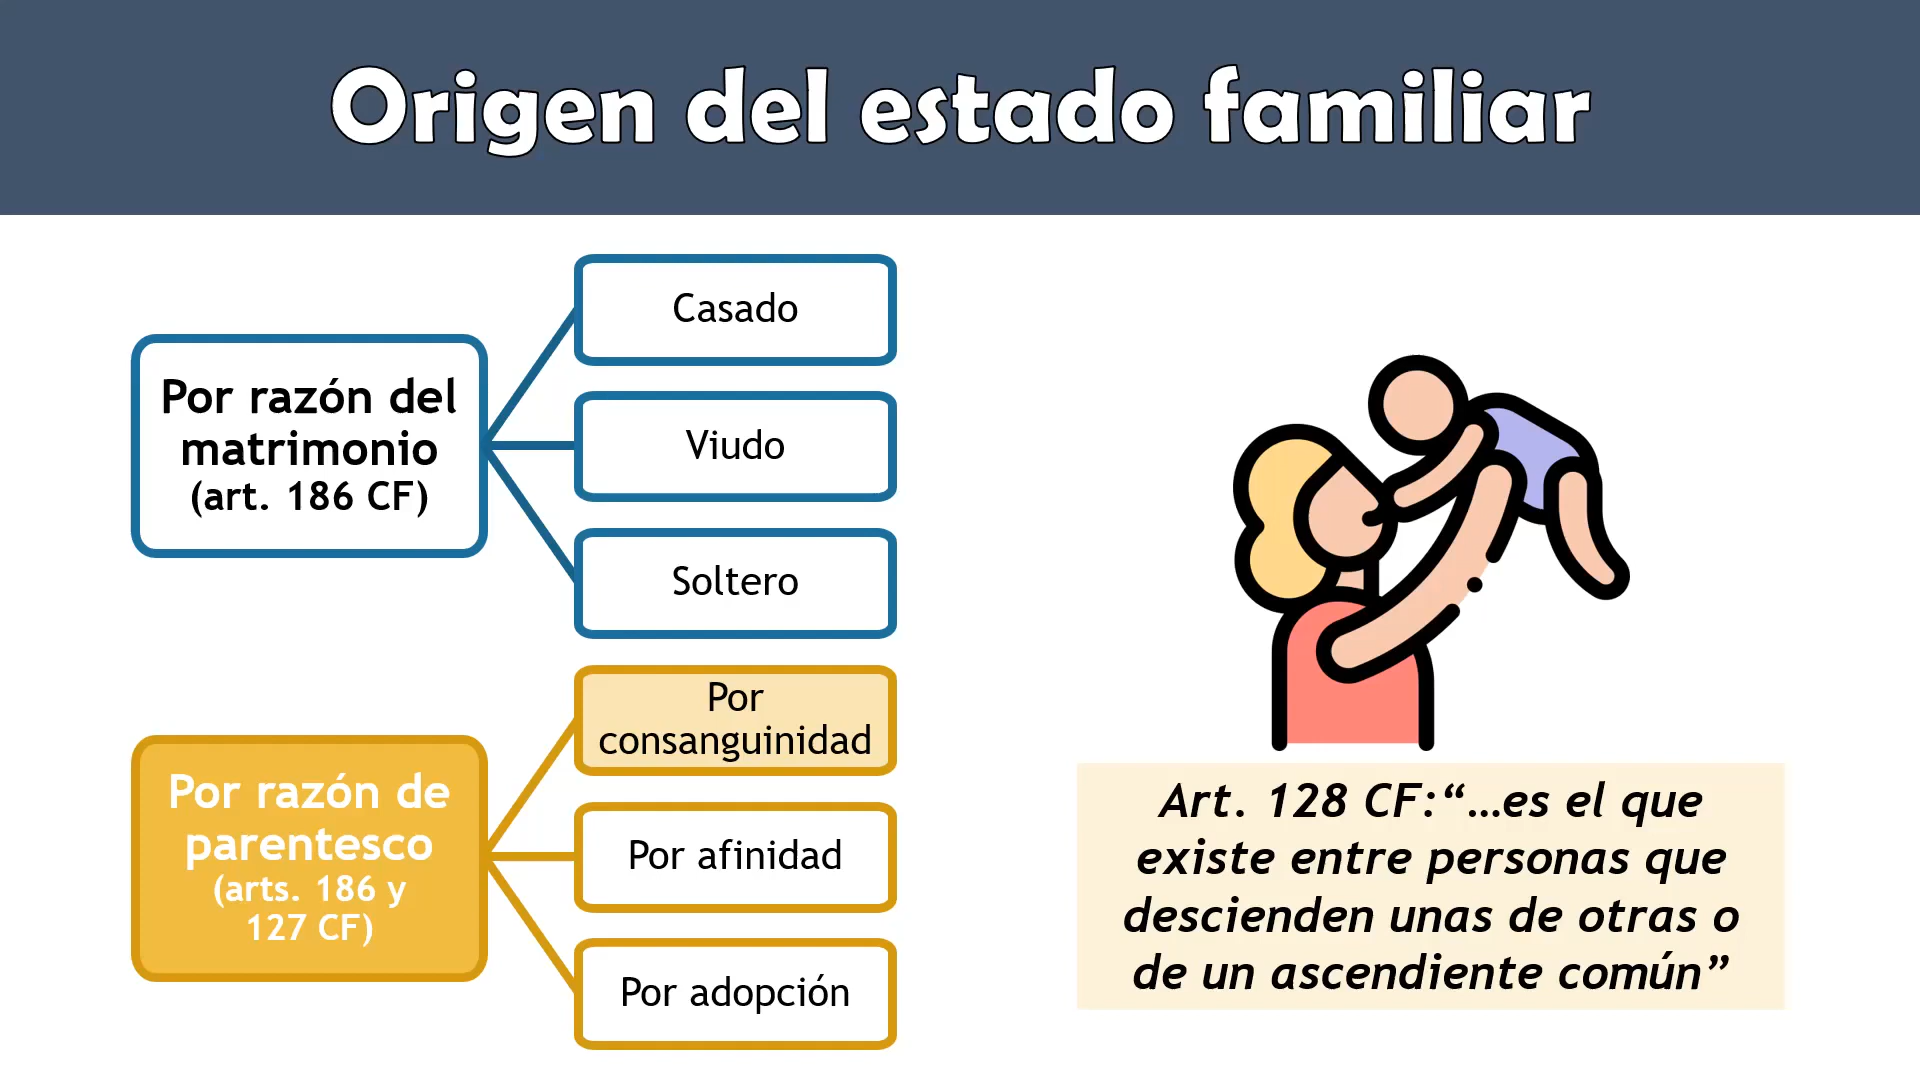 Origen del estado familiar
Por razón del
matrimonio
(art. 186 CF)
Casado
Viudo
Soltero
Por razón de
parentesco
(arts. 186 y
127 CF)
Por
consanguinidad
Por afinidad
Por adopción
Art. 128 CF:“…es el que
existe entre personas que
descienden unas de otras o
de un ascendiente común”